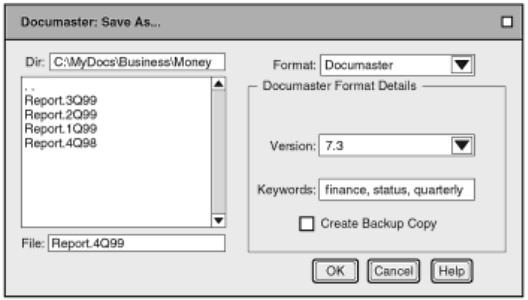 Documaster: Save As...
Dir: C:\MyDocs\Business\Money
Format: Documaster
. .
Report.3Q99
Report.2Q99
Report.1Q99
Report.4Q98
Documaster Format Details
Version: 7.3
Keywords: finance, status, quarterly
Create Backup Copy
File: Report.4Q99
OK Cancel Help